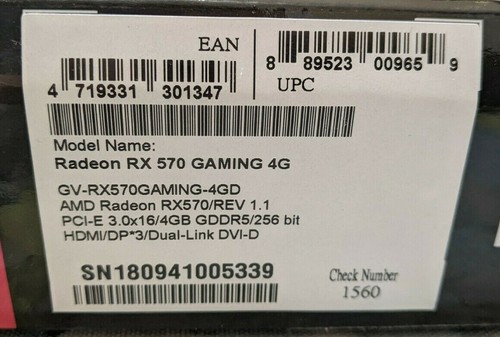 EAN
4 719331 301347
8 89523 00965 9
UPC
Model Name:
Radeon RX 570 GAMING 4G
GV-RX570GAMING-4GD
AMD Radeon RX570/REV 1.1
PCI-E 3.0x16/4GB GDDR5/256 bit
HDMI/DP*3/Dual-Link DVI-D
SN180941005339
Check Number
1560